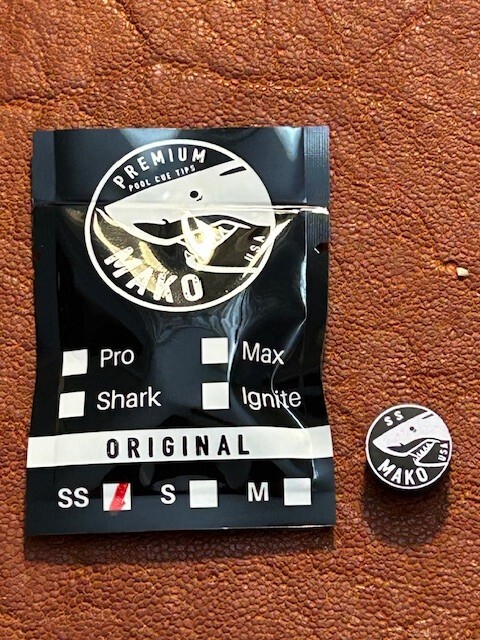 PREMIUM
POOL CUE TIPS
MAKO
USA
Pro
Max
Shark
Ignite
ORIGINAL
SS
S
M
SS
MAKO
USA